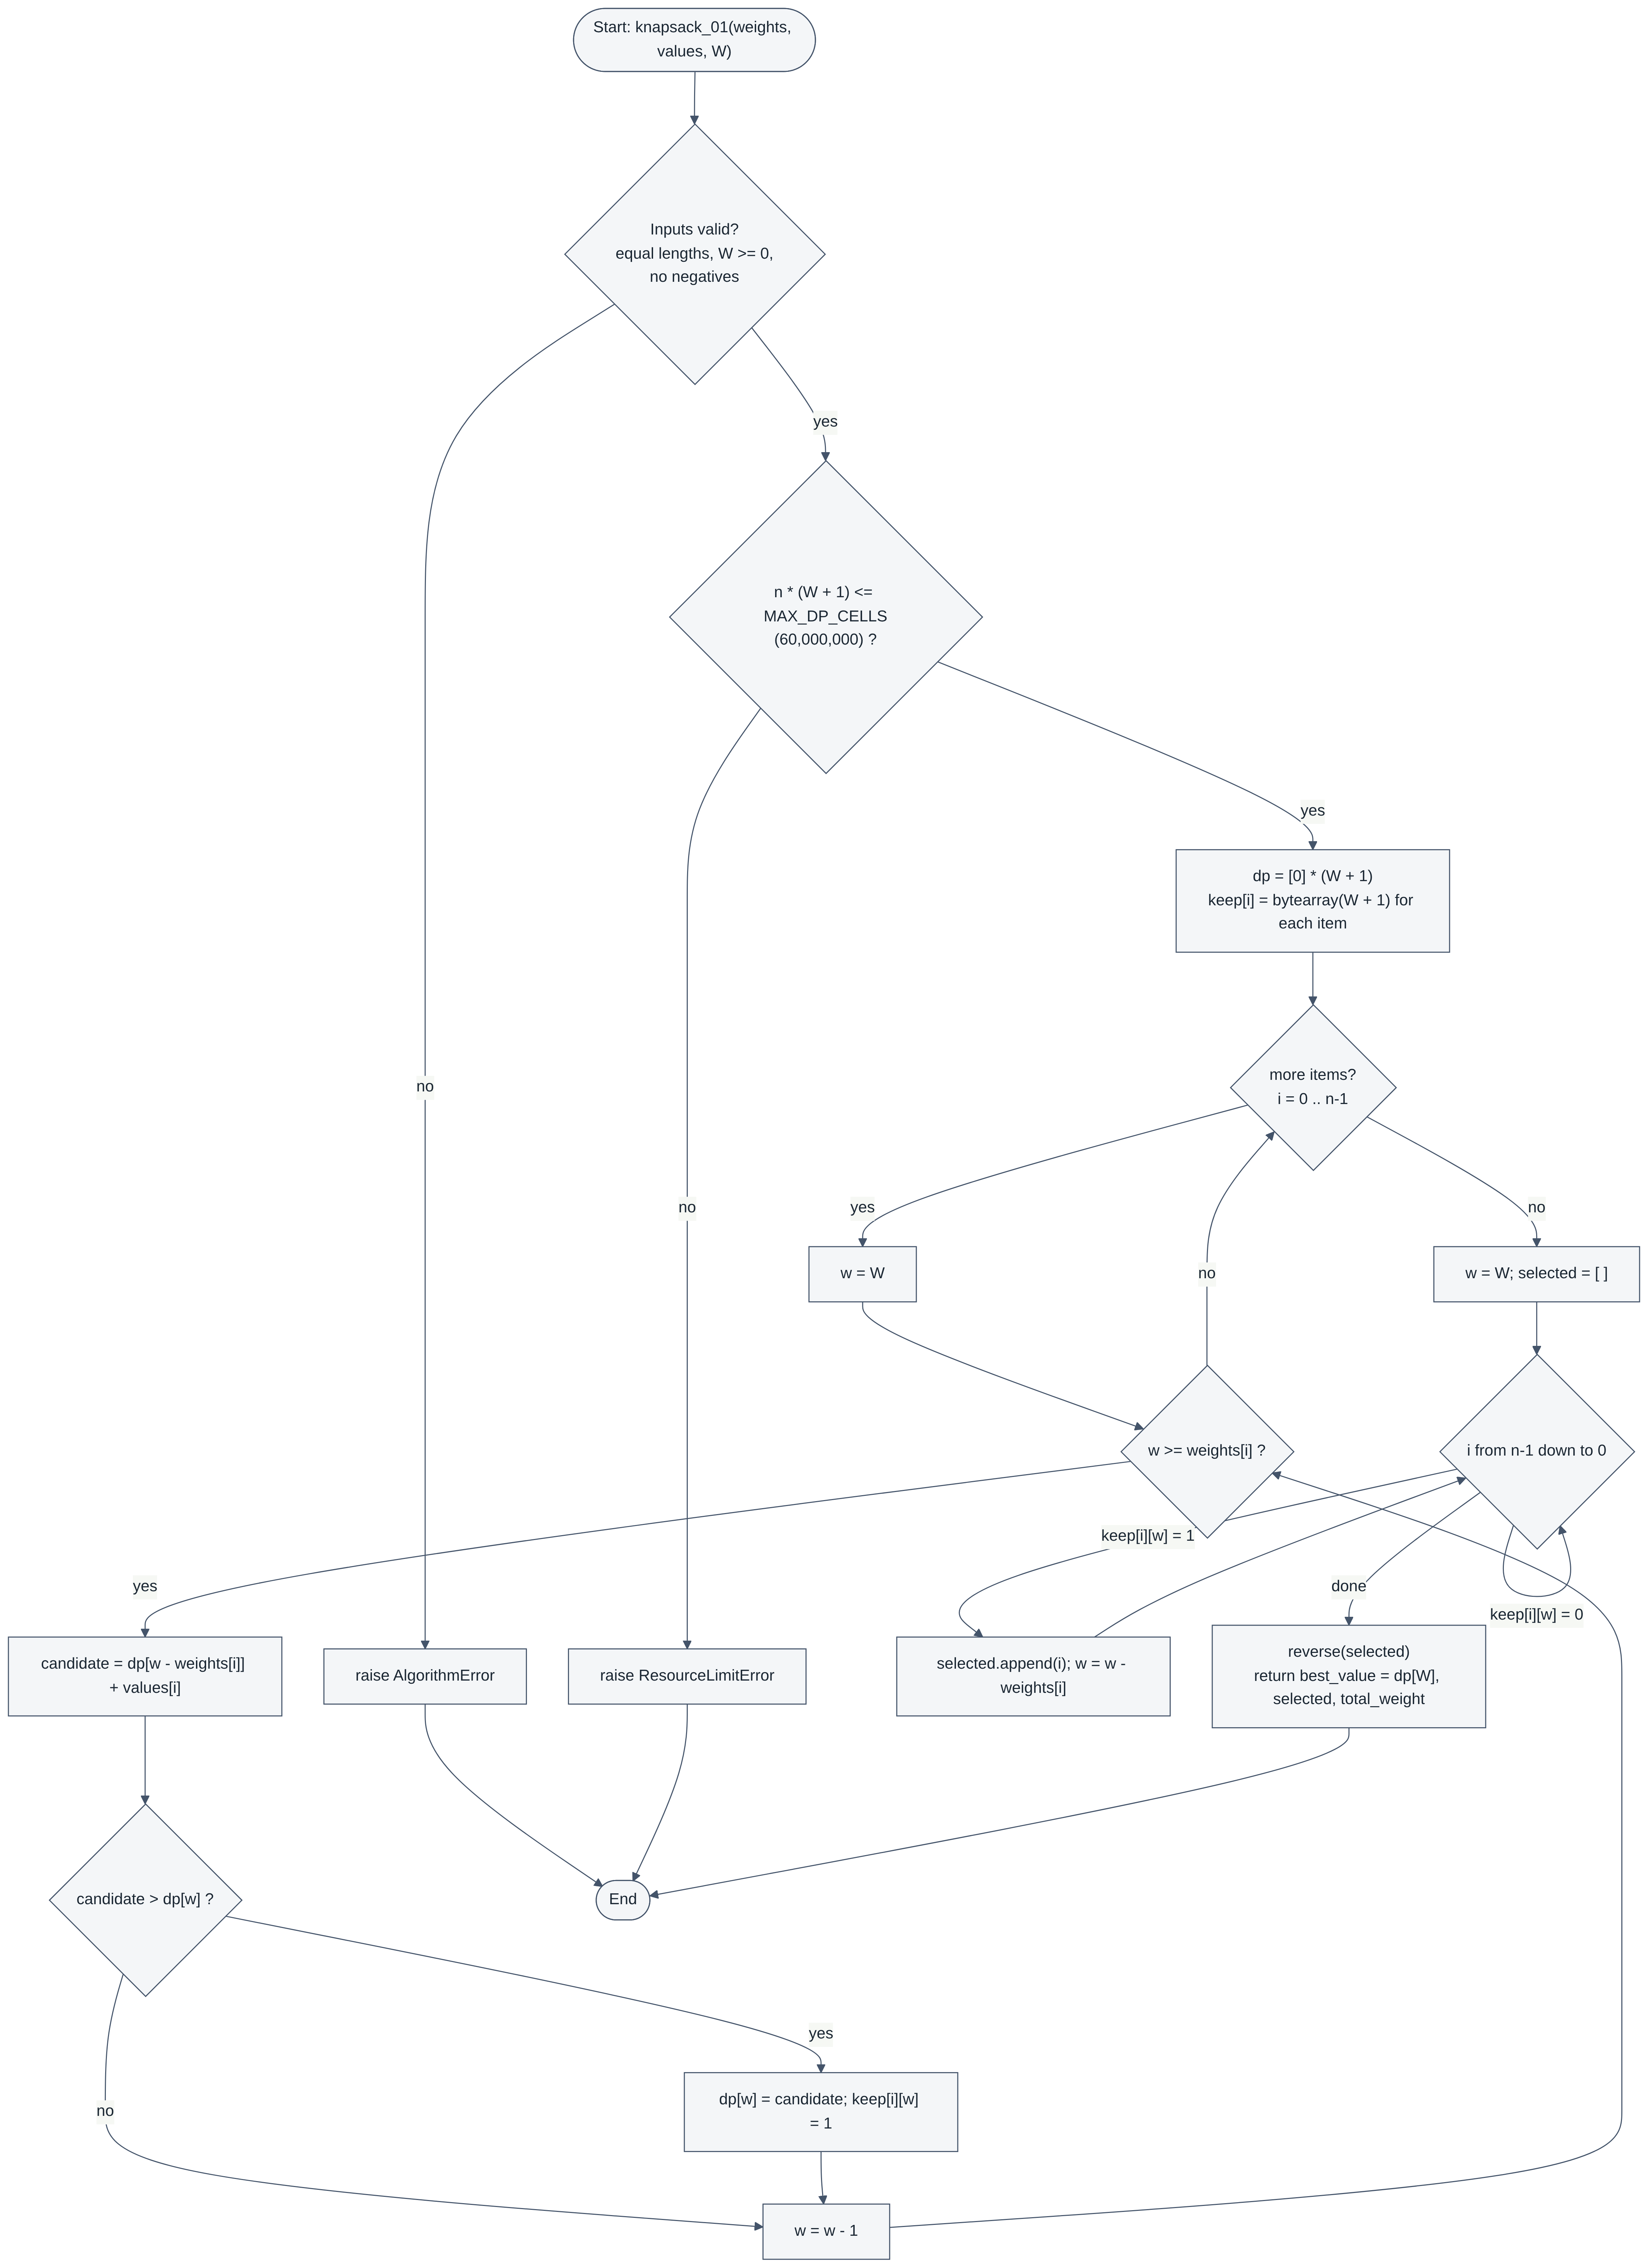 Start: knapsack_01(weights,
values, W)
Inputs valid?
equal lengths, W >= 0,
no negatives
yes
n * (W + 1) <=
MAX_DP_CELLS
(60,000,000) ?
yes
dp = [0] * (W + 1)
keep[i] = bytearray(W + 1) for
each item
more items?
i = 0 .. n-1
no
yes
no
no
w = W
no
w = W; selected = [ ]
w >= weights[i] ?
i from n-1 down to 0
keep[i][w] = 1
yes
done
keep[i][w] = 0
candidate = dp[w - weights[i]]
+ values[i]
raise AlgorithmError
raise ResourceLimitError
selected.append(i); w = w -
weights[i]
reverse(selected)
return best_value = dp[W],
selected, total_weight
candidate > dp[w] ?
End
yes
no
dp[w] = candidate; keep[i][w]
= 1
w = w - 1